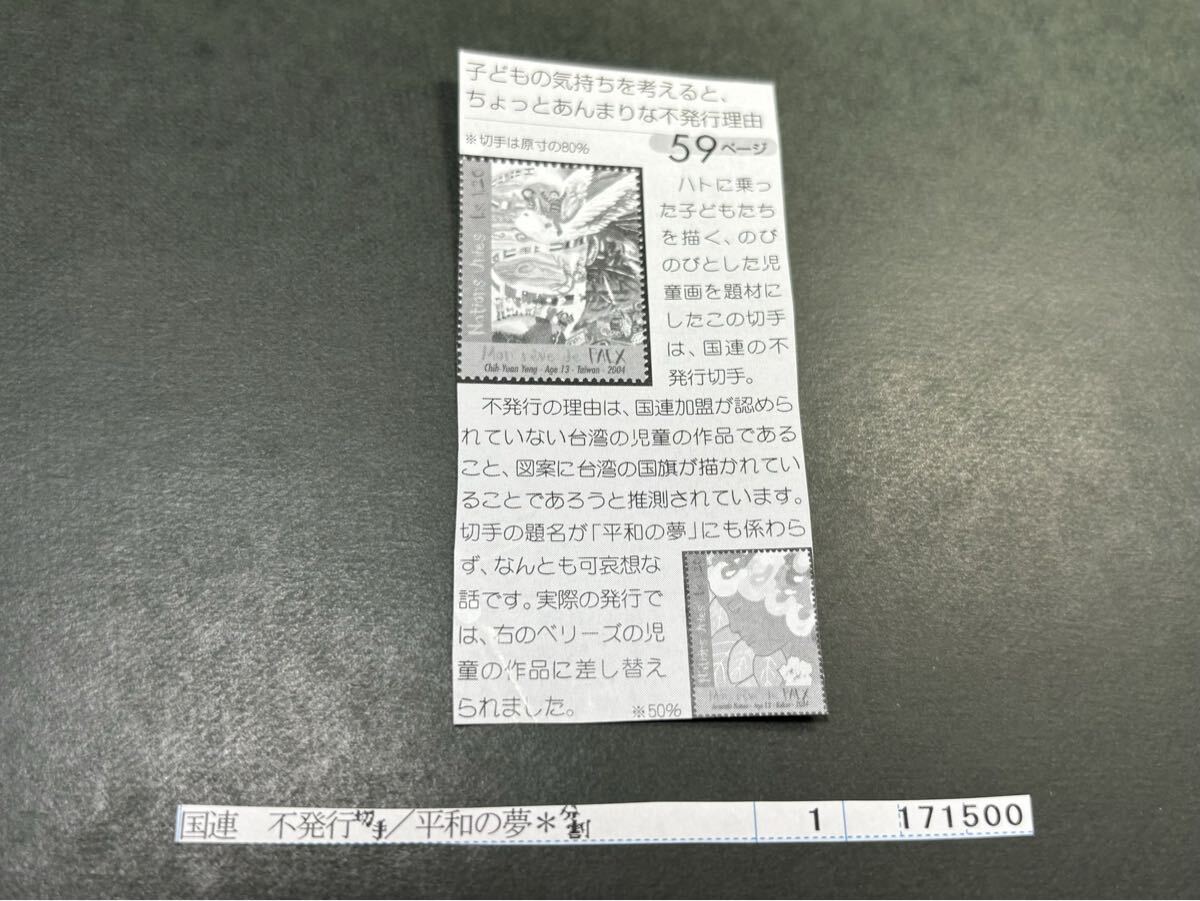 子どもの気持ちを考えると、
ちょっとあんまりな不発行理由
※切手は原寸の80%
59ページ
Nations Unies Fs 1.20
Mon rêve de PAIX
Chih-Yuan Yang - Age 13 - Taiwan - 2004
ハトに乗っ
た子どもたち
を描く、のび
のびとした児
童画を題材に
したこの切手
は、国連の不
発行切手。
不発行の理由は、国連加盟が認めら
れていない台湾の児童の作品である
こと、図案に台湾の国旗が描かれてい
ることであろうと推測されています。
切手の題名が「平和の夢」にも係わら
ず、なんとも可哀想な
話です。実際の発行で
は、右のベリーズの児
童の作品に差し替え
られました。
※50%
Nations Unies
Mon rêve de PAIX
国連 不発行切手/平和の夢*分割 1 171500